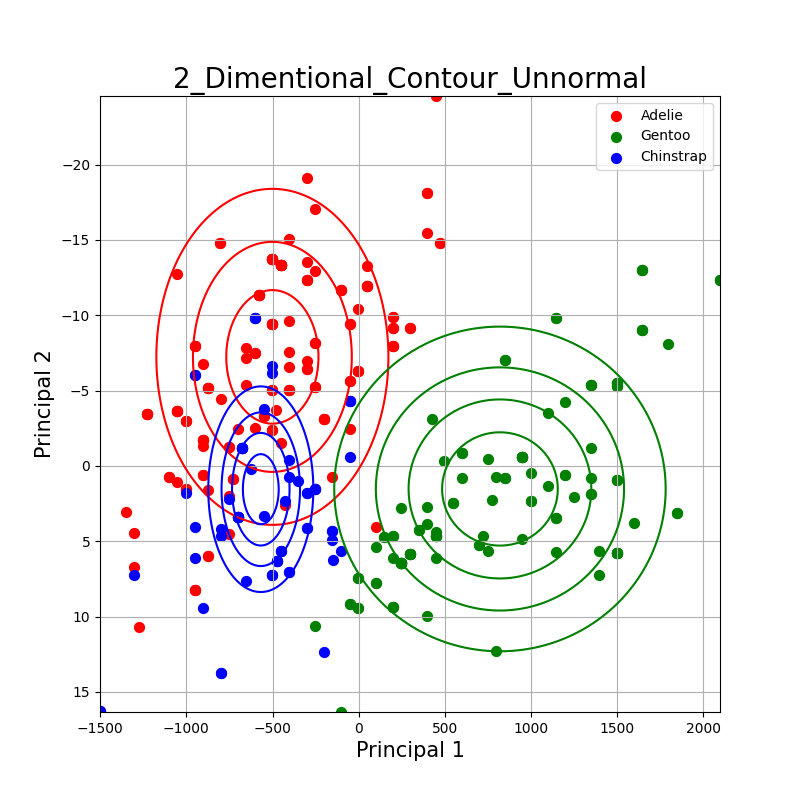 2_Dimentional_Contour_Unnormal
Adelie
Gentoo
Chinstrap
Principal 2
−20
−15
−10
−5
0
5
10
15
−1500 −1000 −500 0 500 1000 1500 2000
Principal 1